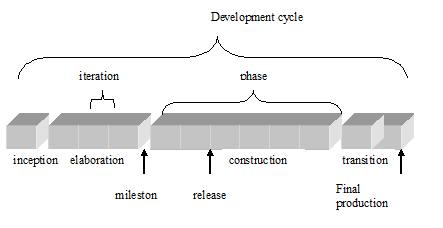 Development cycle
iteration
phase
inception
elaboration
construction
transition
mileston
release
Final
production